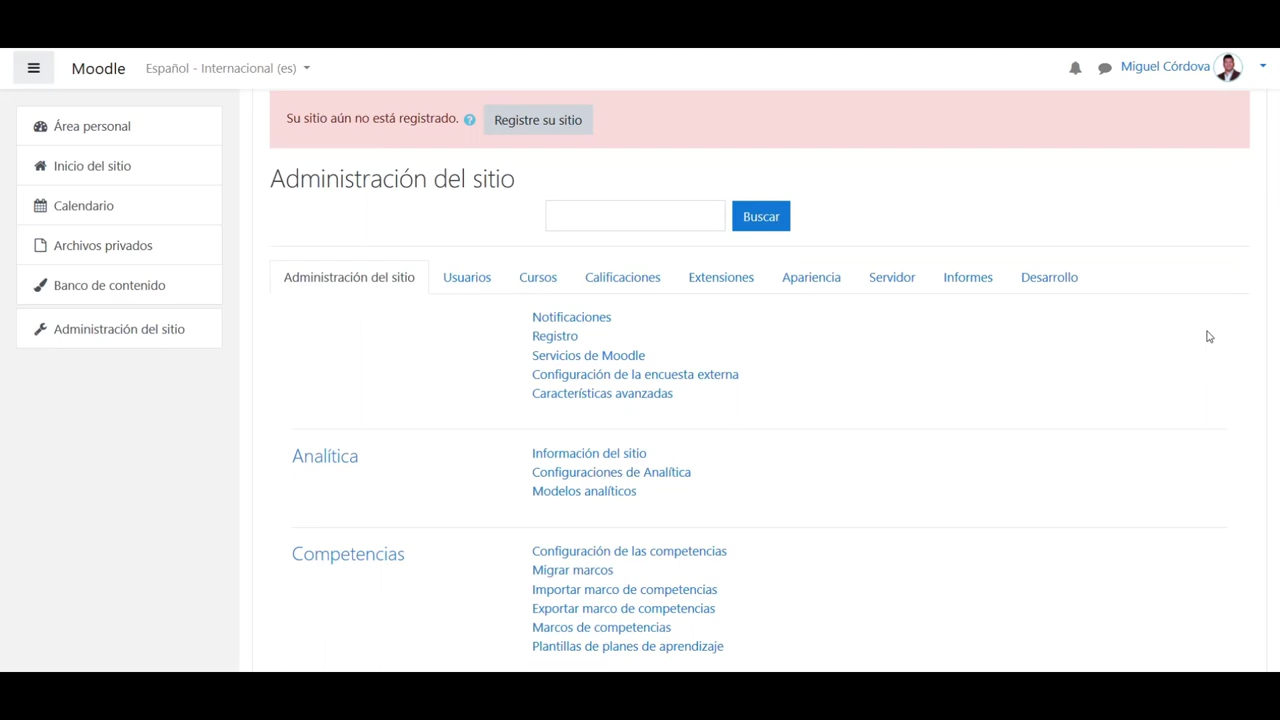 Moodle Español - Internacional (es) Miguel Córdova
Área personal
Inicio del sitio
Calendario
Archivos privados
Banco de contenido
Administración del sitio
Su sitio aún no está registrado. ? Registre su sitio
Administración del sitio
Buscar
Administración del sitio Usuarios Cursos Calificaciones Extensiones Apariencia Servidor Informes Desarrollo
Notificaciones
Registro
Servicios de Moodle
Configuración de la encuesta externa
Características avanzadas
Analítica
Información del sitio
Configuraciones de Analítica
Modelos analíticos
Competencias
Configuración de las competencias
Migrar marcos
Importar marco de competencias
Exportar marco de competencias
Marcos de competencias
Plantillas de planes de aprendizaje